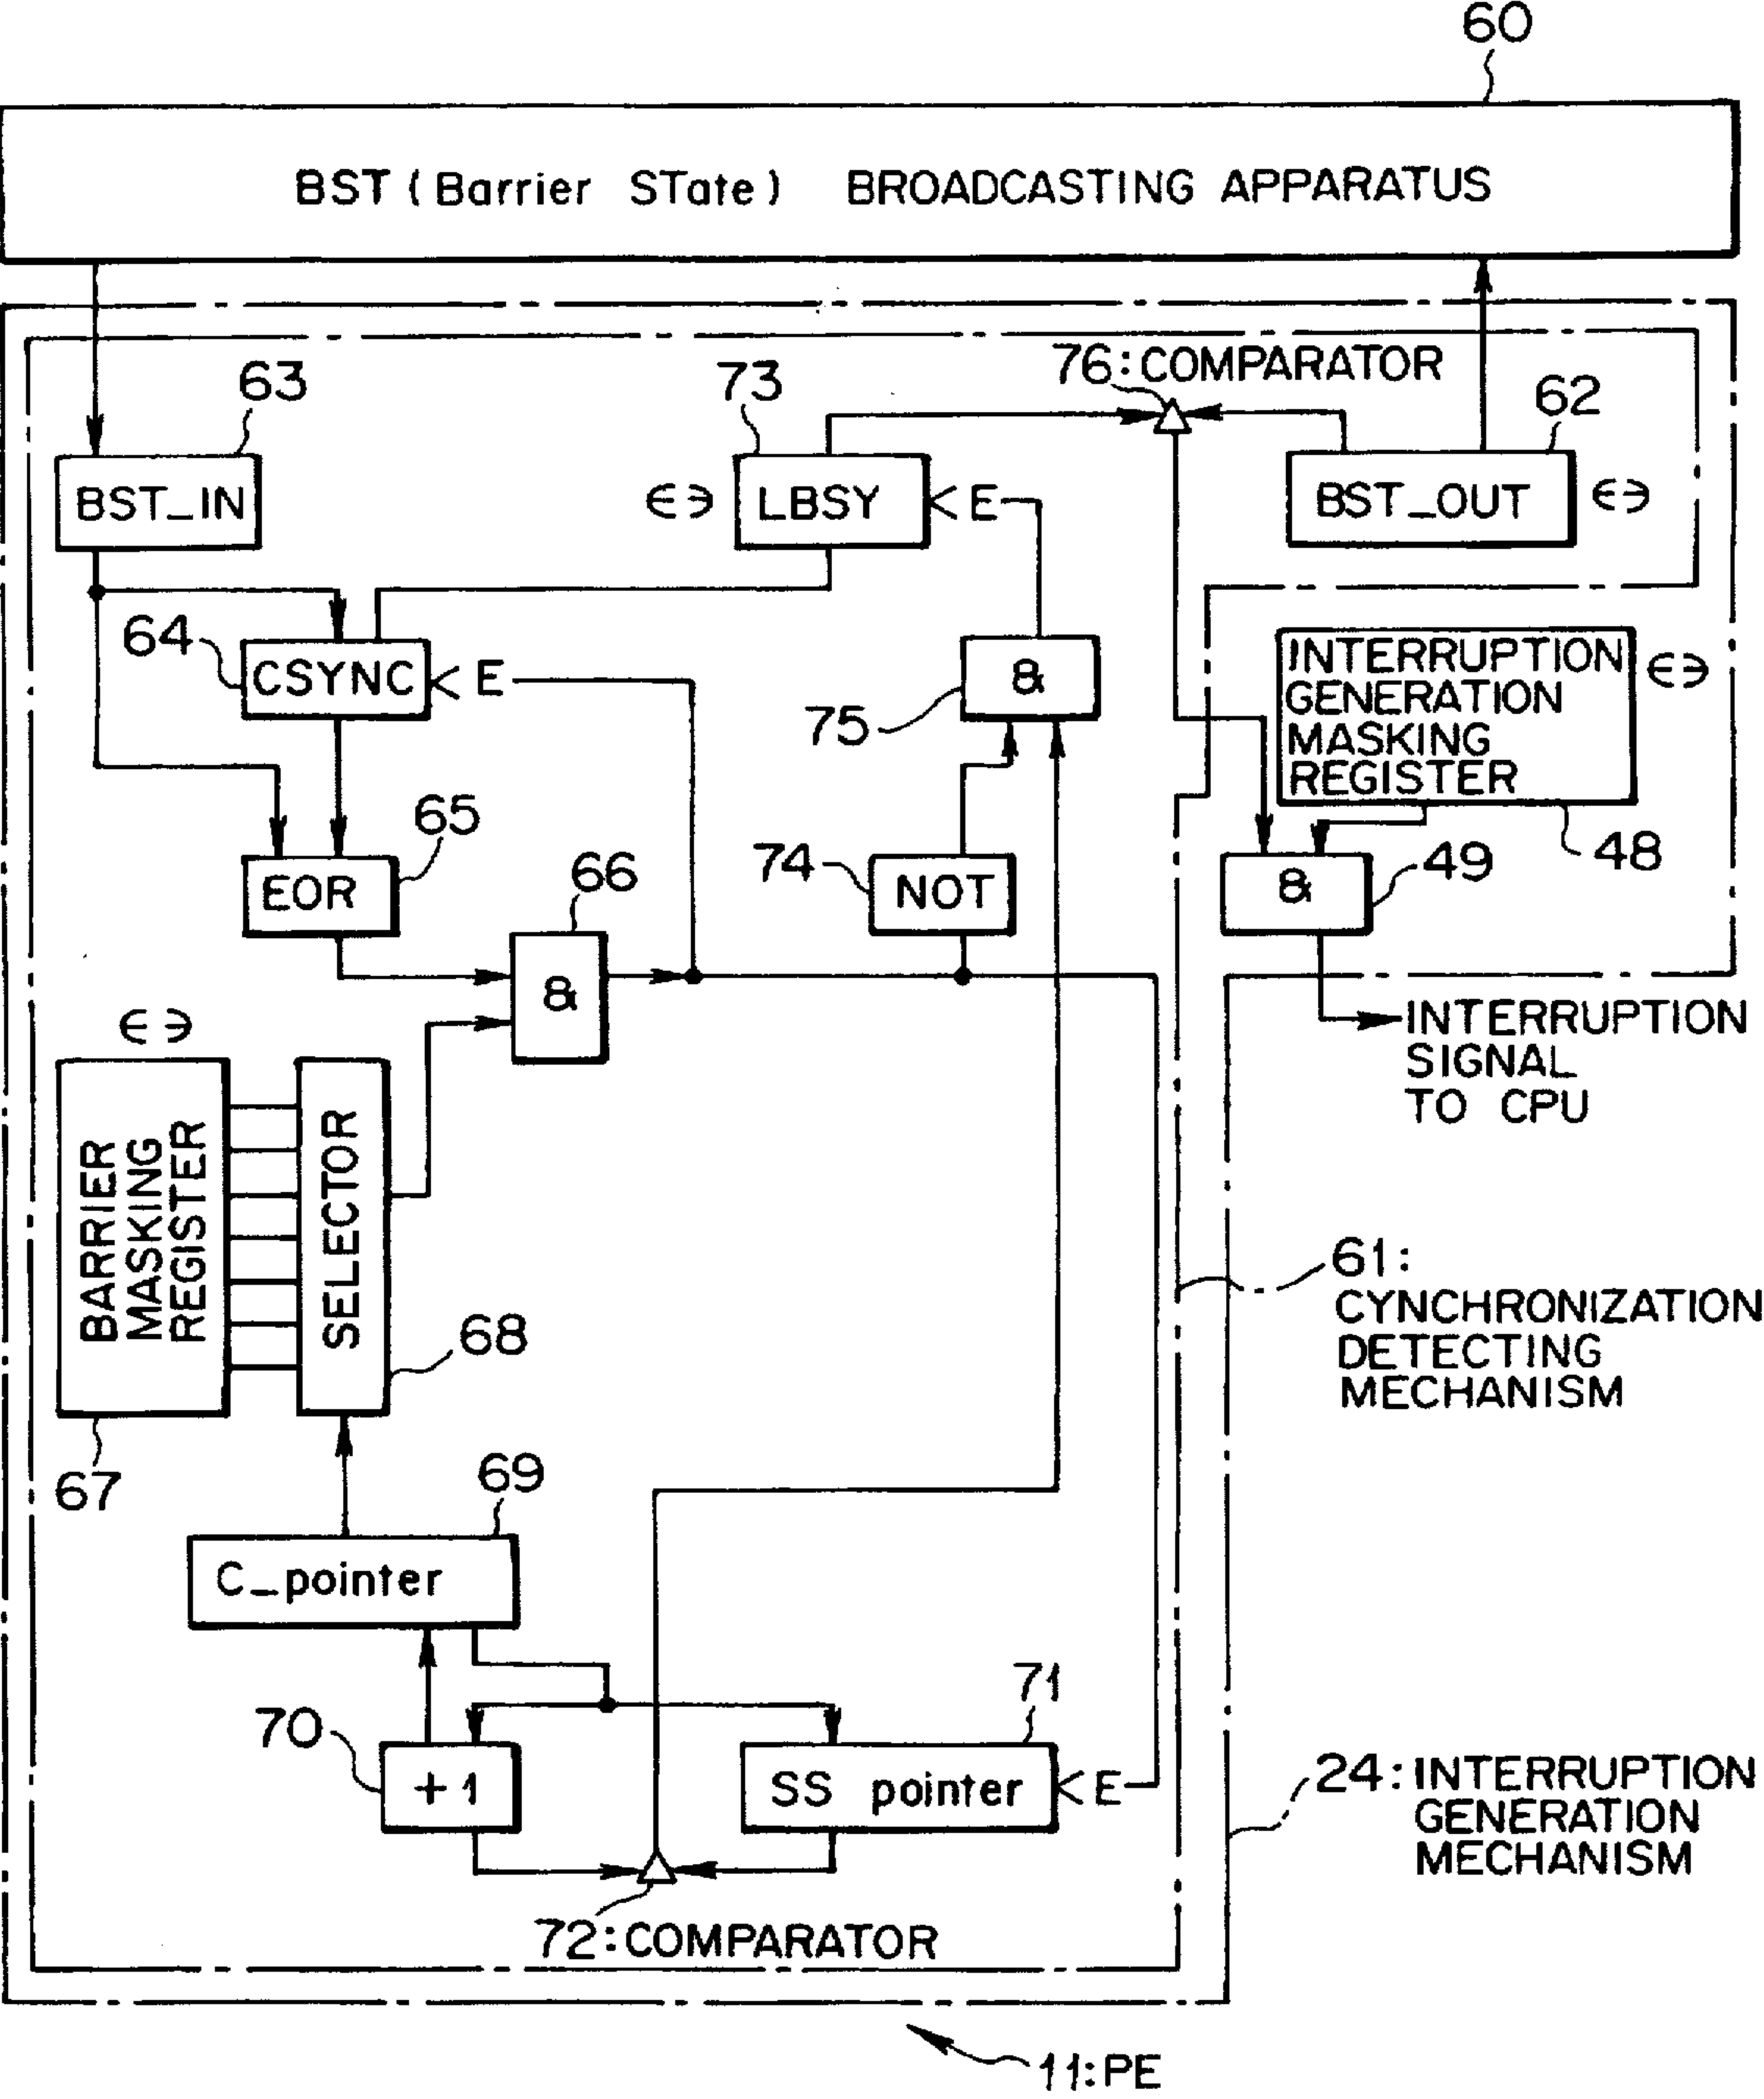 60
BST (Barrier STate) BROADCASTING APPARATUS
76: COMPARATOR
63
73
62
BST_IN
LBSY
E
BST_OUT
64
CSYNC
E
&
75
INTERRUPTION
GENERATION
MASKING
REGISTER
65
EOR
66
74
NOT
&
49
48
&
INTERRUPTION
SIGNAL
TO CPU
BARRIER
MASKING
REGISTER
SELECTOR
68
67
61:
CYNCHRONIZATION
DETECTING
MECHANISM
69
C_pointer
70
+1
71
SS pointer
E
24: INTERRUPTION
GENERATION
MECHANISM
72: COMPARATOR
11: PE